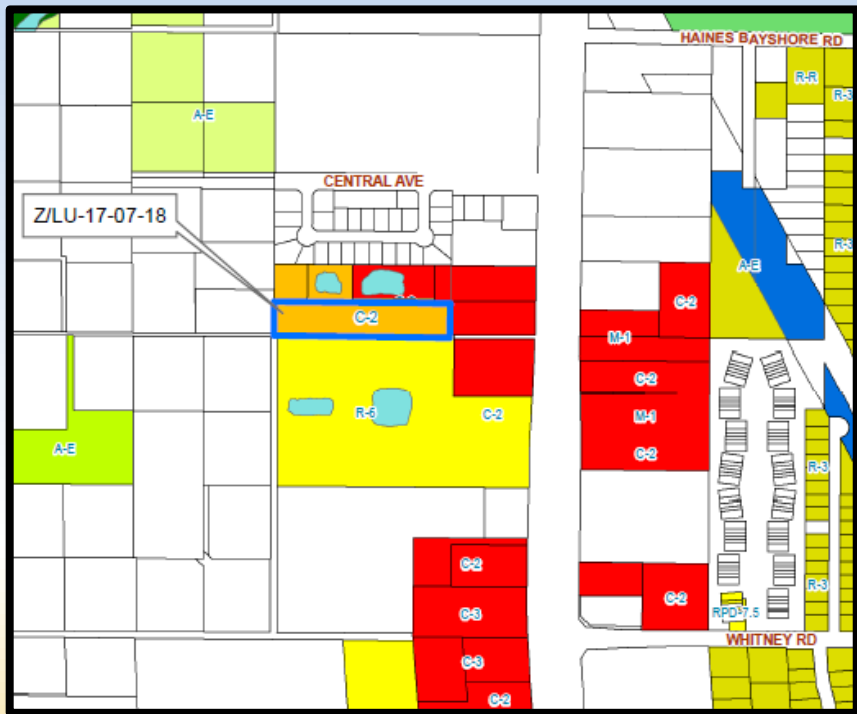 HAINES BAYSHORE RD
R-R
R-3
A-E
CENTRAL AVE
Z/LU-17-07-18
R-3
A-E
C-2
C-2
M-1
C-2
R-6
C-2
M-1
A-E
C-2
R-3
C-2
C-3
R-3
C-2
RPD-7.5
WHITNEY RD
C-3
C-2